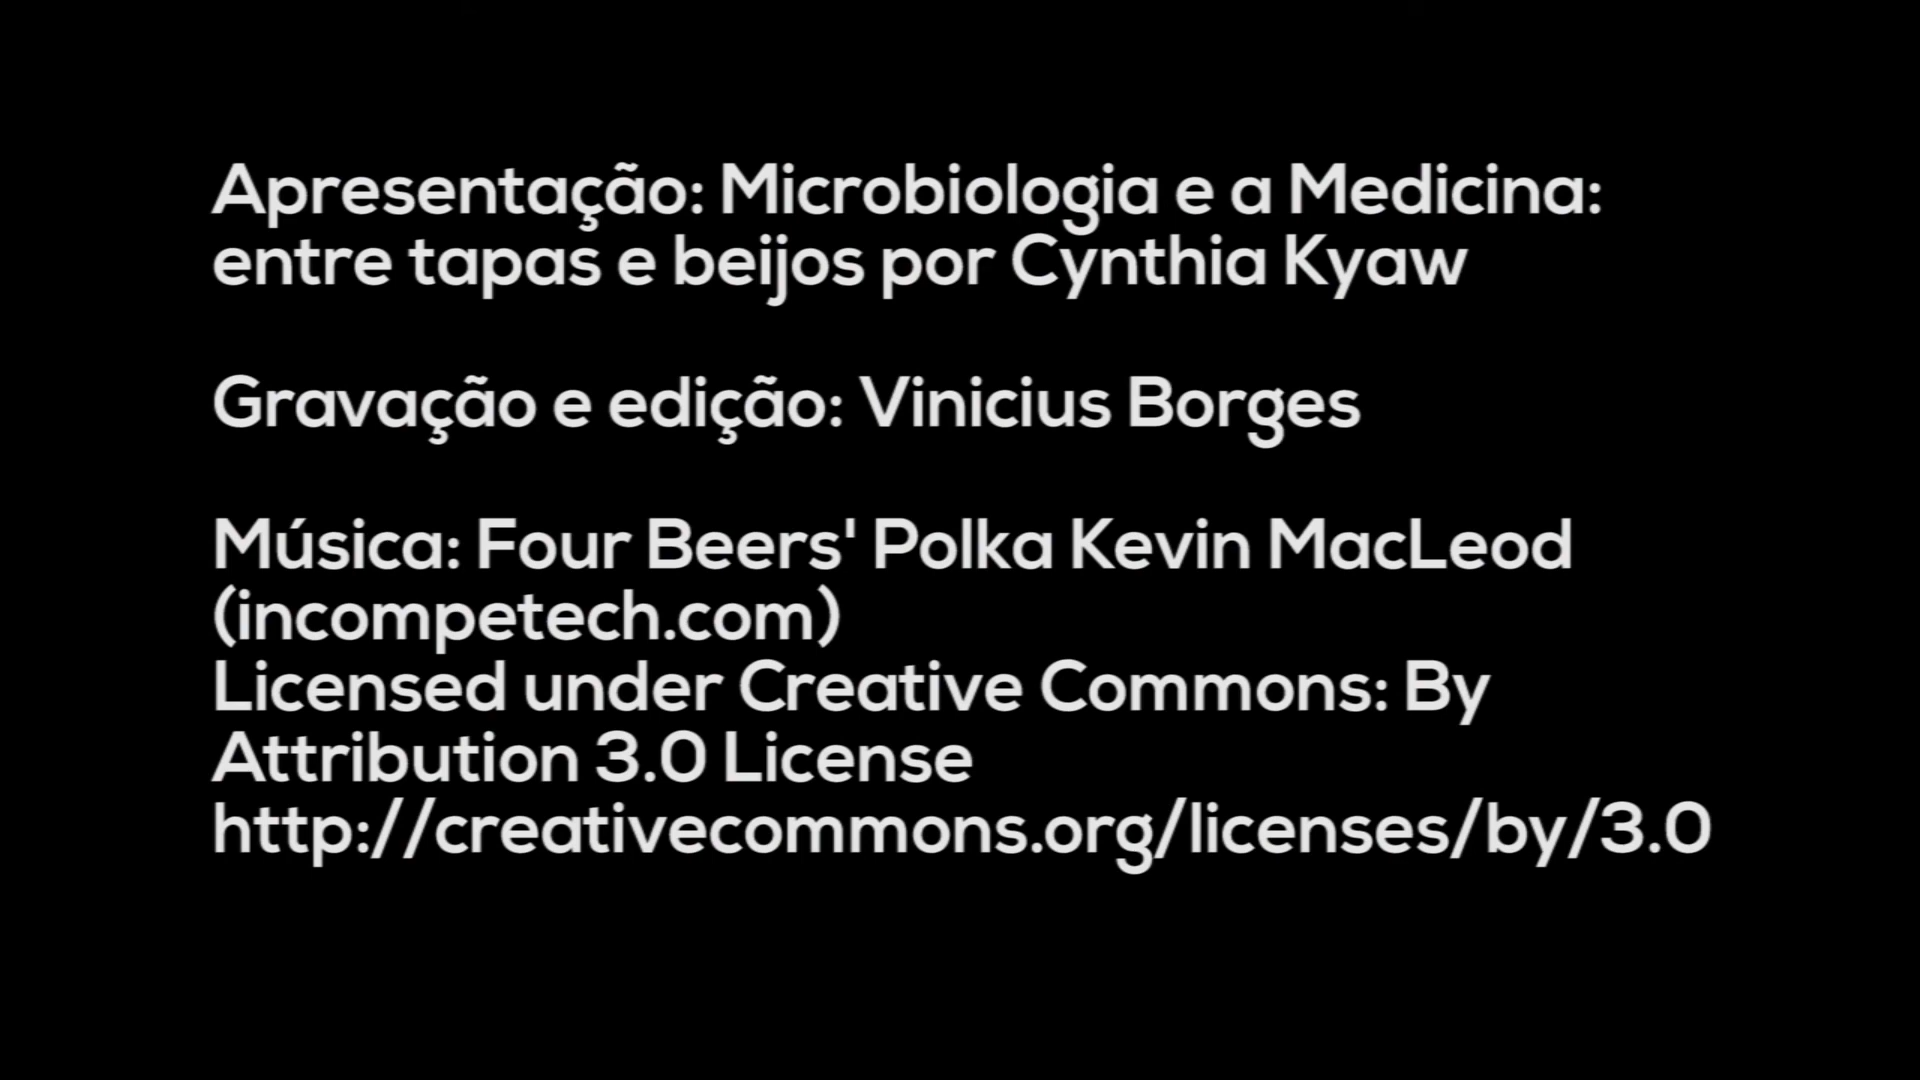 Apresentação: Microbiologia e a Medicina:
entre tapas e beijos por Cynthia Kyaw
Gravação e edição: Vinicius Borges
Música: Four Beers' Polka Kevin MacLeod
(incompetech.com)
Licensed under Creative Commons: By
Attribution 3.0 License
http://creativecommons.org/licenses/by/3.0